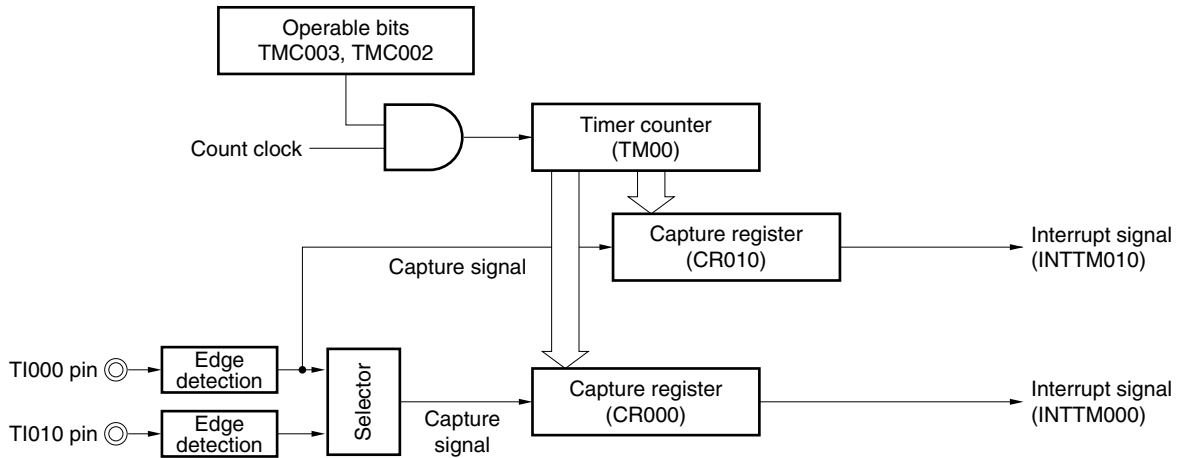 Operable bits
TMC003, TMC002
Timer counter
(TM00)
Count clock
Capture register
(CR010)
Interrupt signal
(INTTM010)
Capture signal
TI000 pin
Edge
detection
Selector
Capture register
(CR000)
Interrupt signal
(INTTM000)
Capture
signal
TI010 pin
Edge
detection